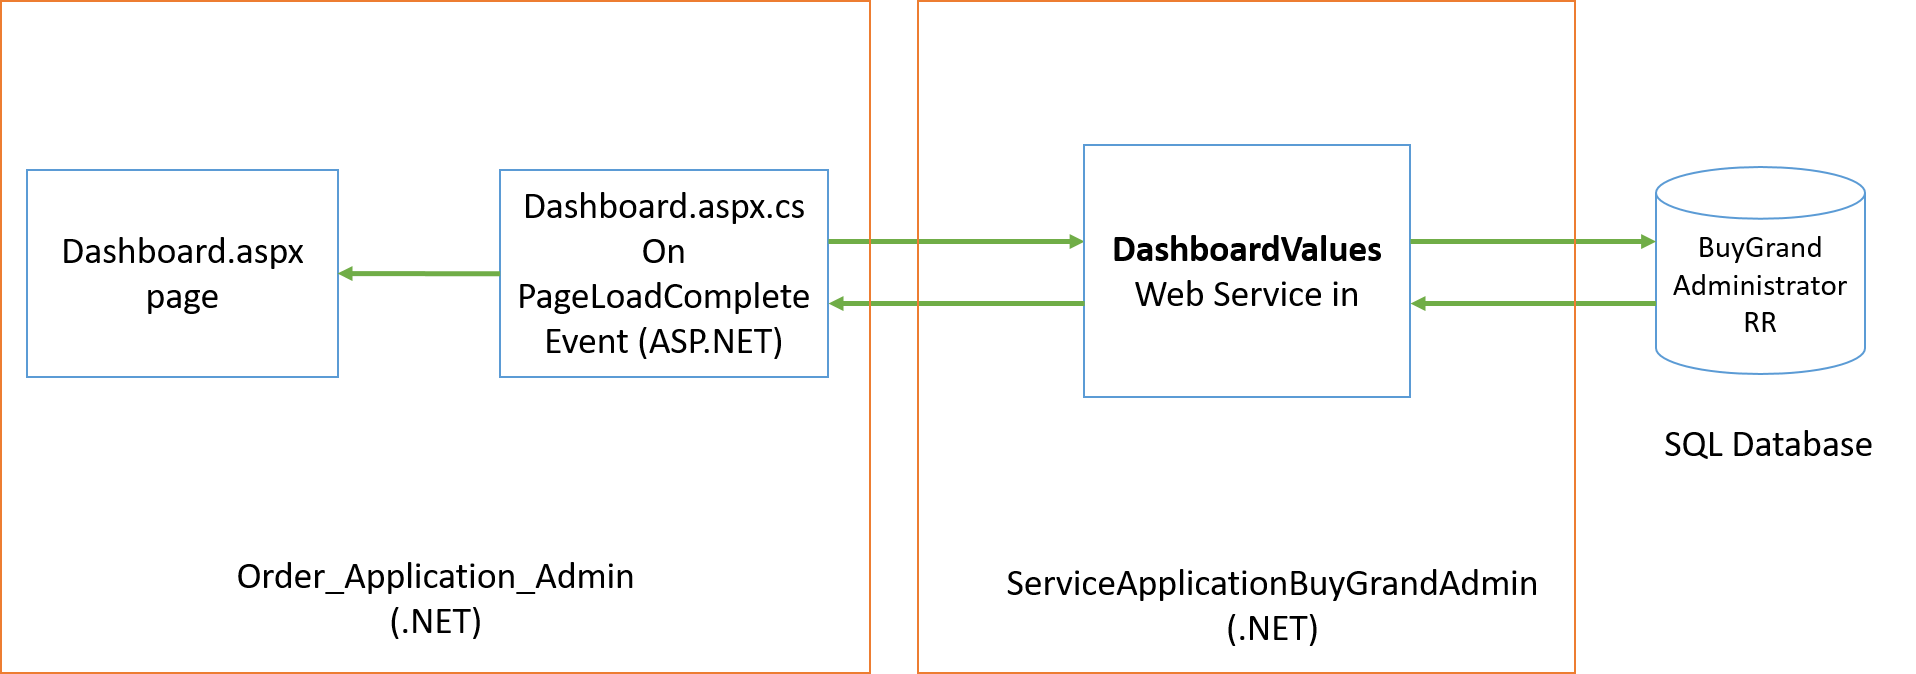 Dashboard.aspx
page
Dashboard.aspx.cs
On
PageLoadComplete
Event (ASP.NET)
DashboardValues
Web Service in
BuyGrand
Administrator
RR
SQL Database
Order_Application_Admin
(.NET)
ServiceApplicationBuyGrandAdmin
(.NET)